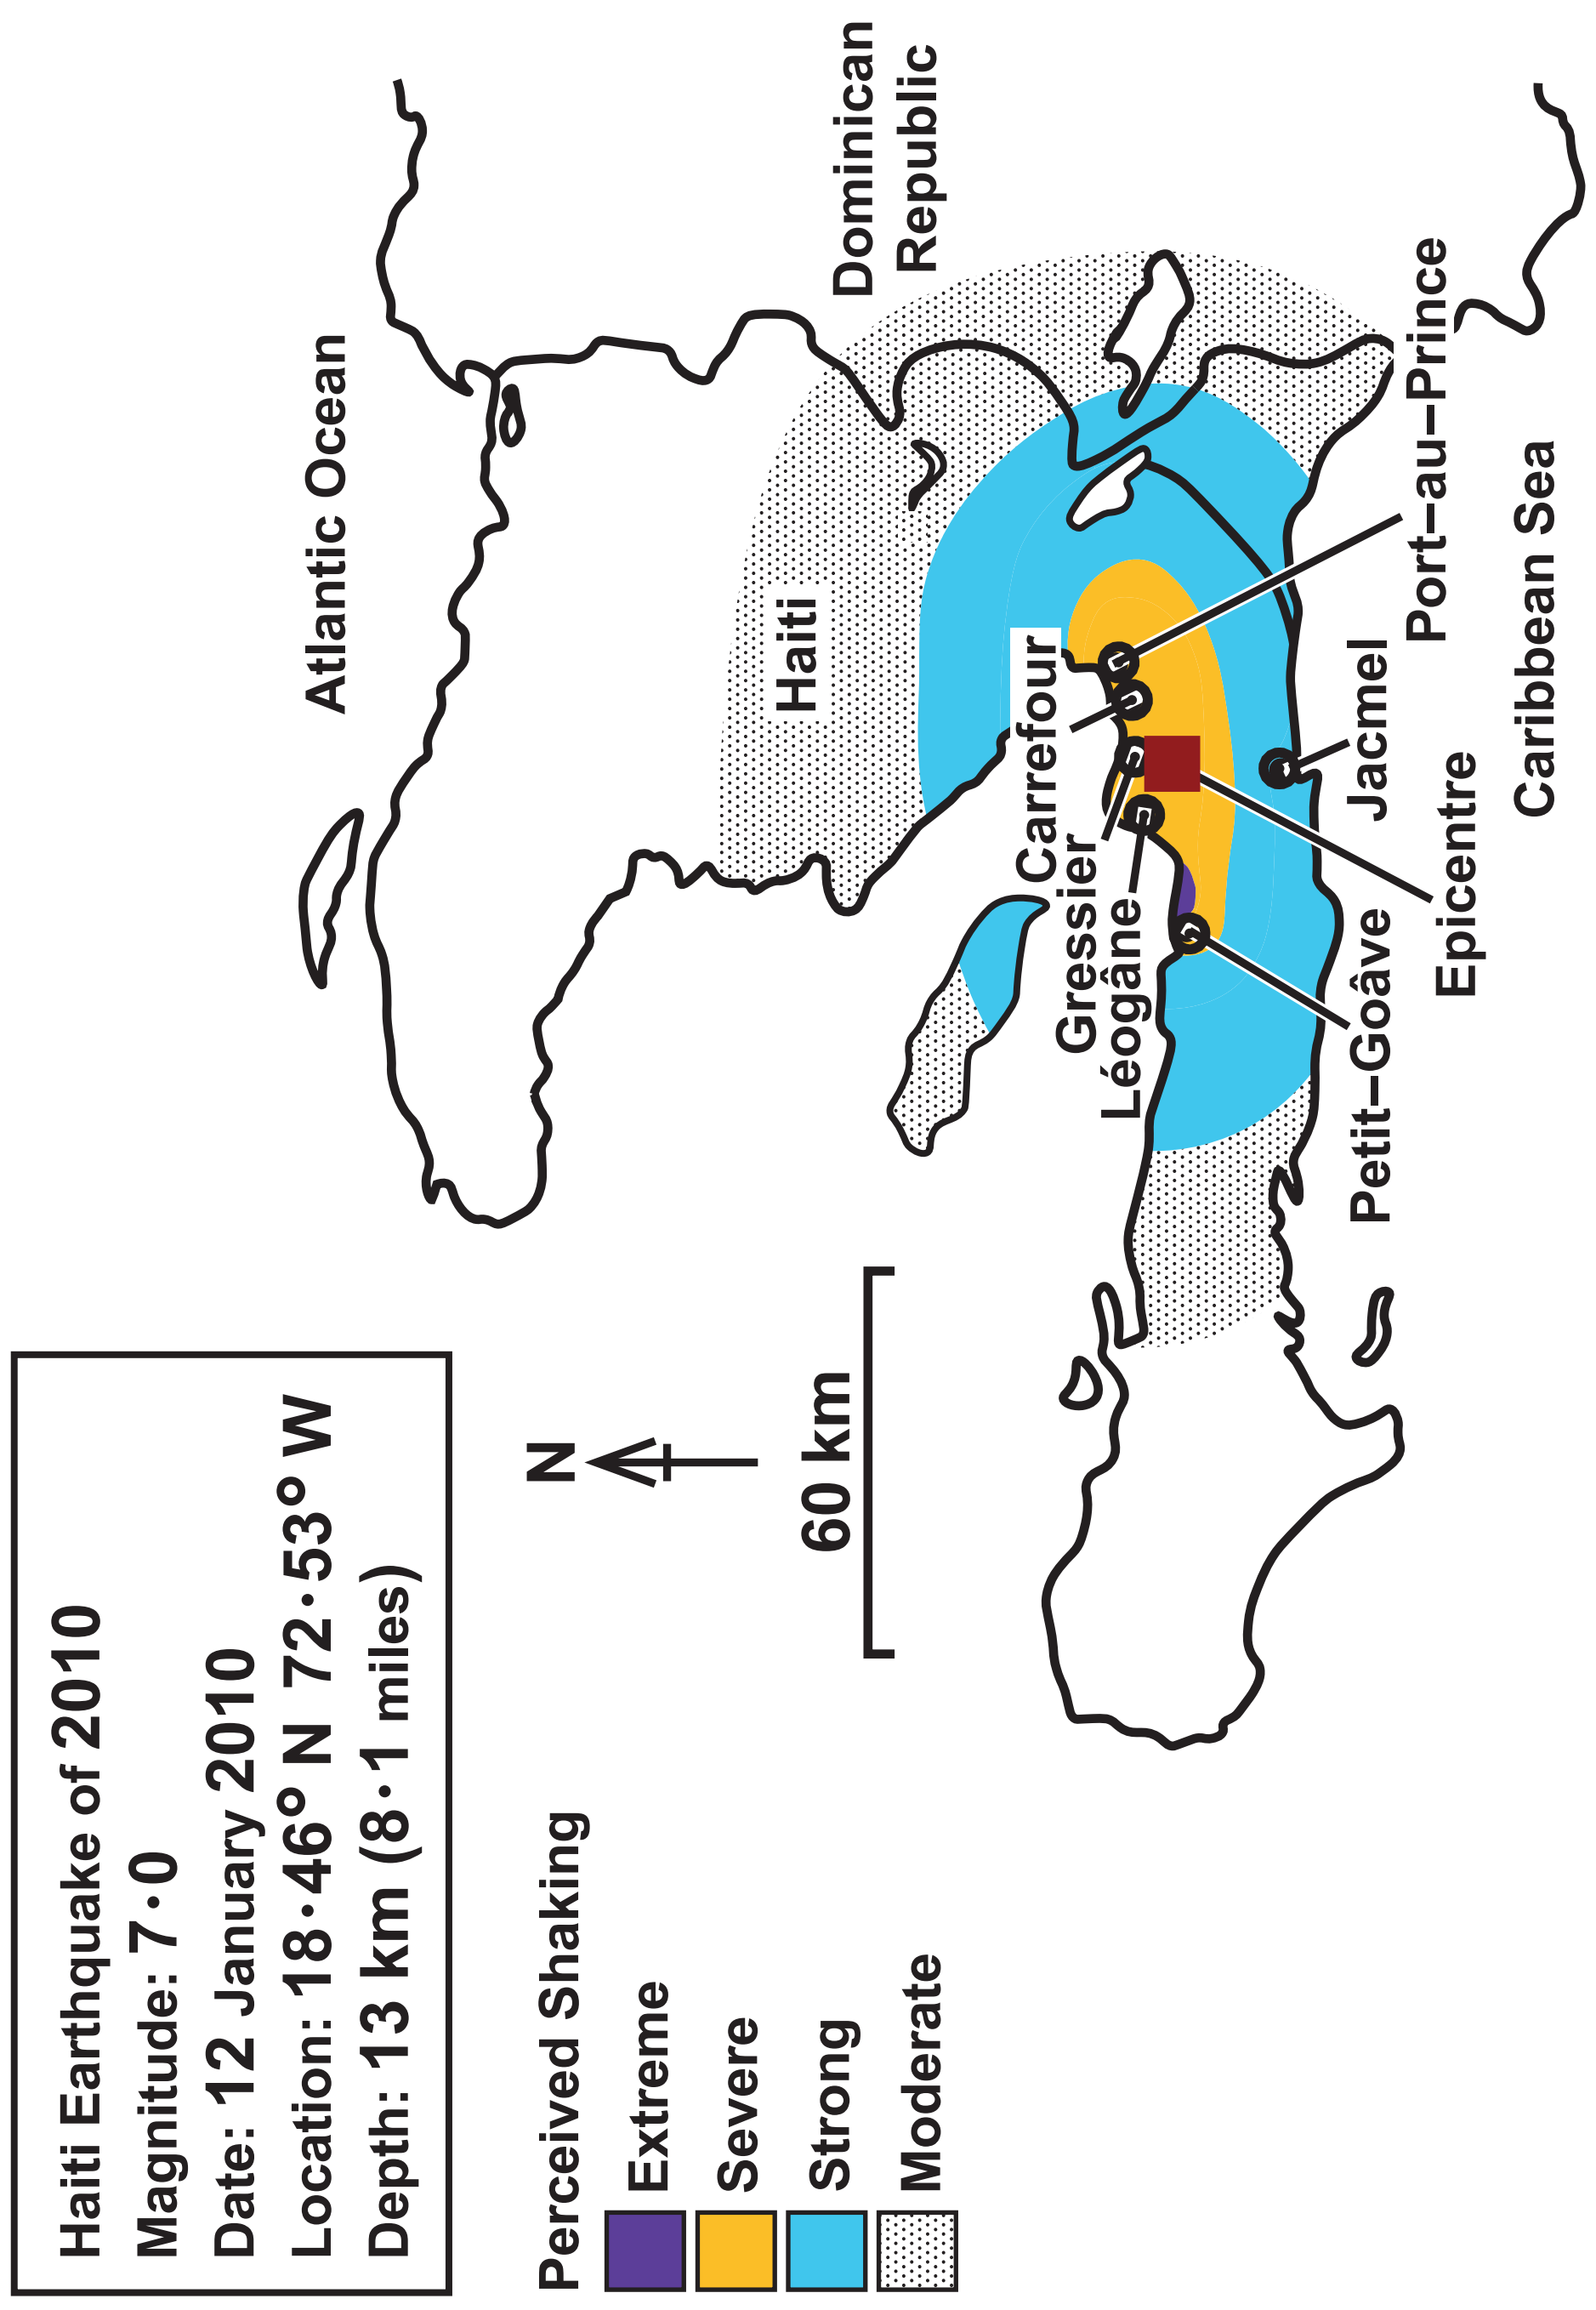 Haiti Earthquake of 2010
Magnitude: 7·0
Date: 12 January 2010
Location: 18·46° N 72·53° W
Depth: 13 km (8·1 miles)
Perceived Shaking
Extreme
Severe
Strong
Moderate
N
60 km
Atlantic Ocean
Haiti
Dominican
Republic
Carrefour
Gressier
Léogâne
Petit–Goâve
Epicentre
Jacmel
Port–au–Prince
Caribbean Sea